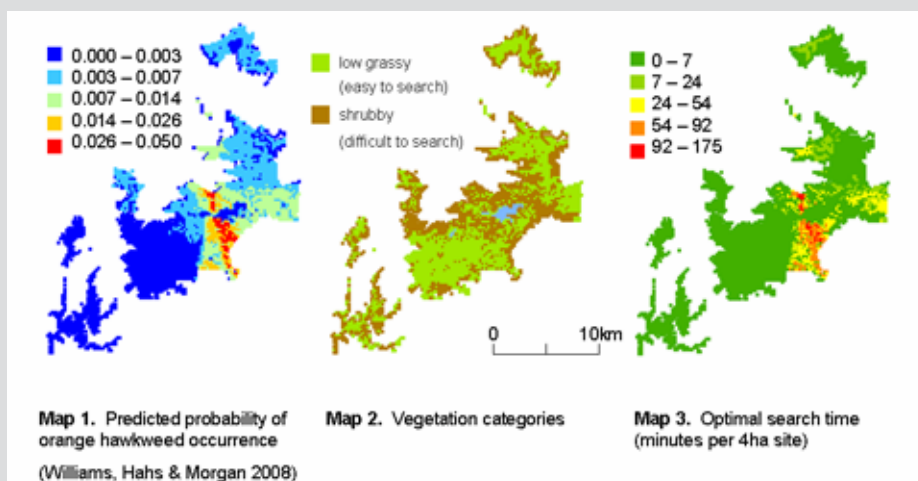 0.000 – 0.003
0.003 – 0.007
0.007 – 0.014
0.014 – 0.026
0.026 – 0.050
low grassy
(easy to search)
shrubby
(difficult to search)
0 – 7
7 – 24
24 – 54
54 – 92
92 – 175
0 10km
Map 1. Predicted probability of
orange hawkweed occurrence
(Williams, Hahs & Morgan 2008)
Map 2. Vegetation categories
Map 3. Optimal search time
(minutes per 4ha site)